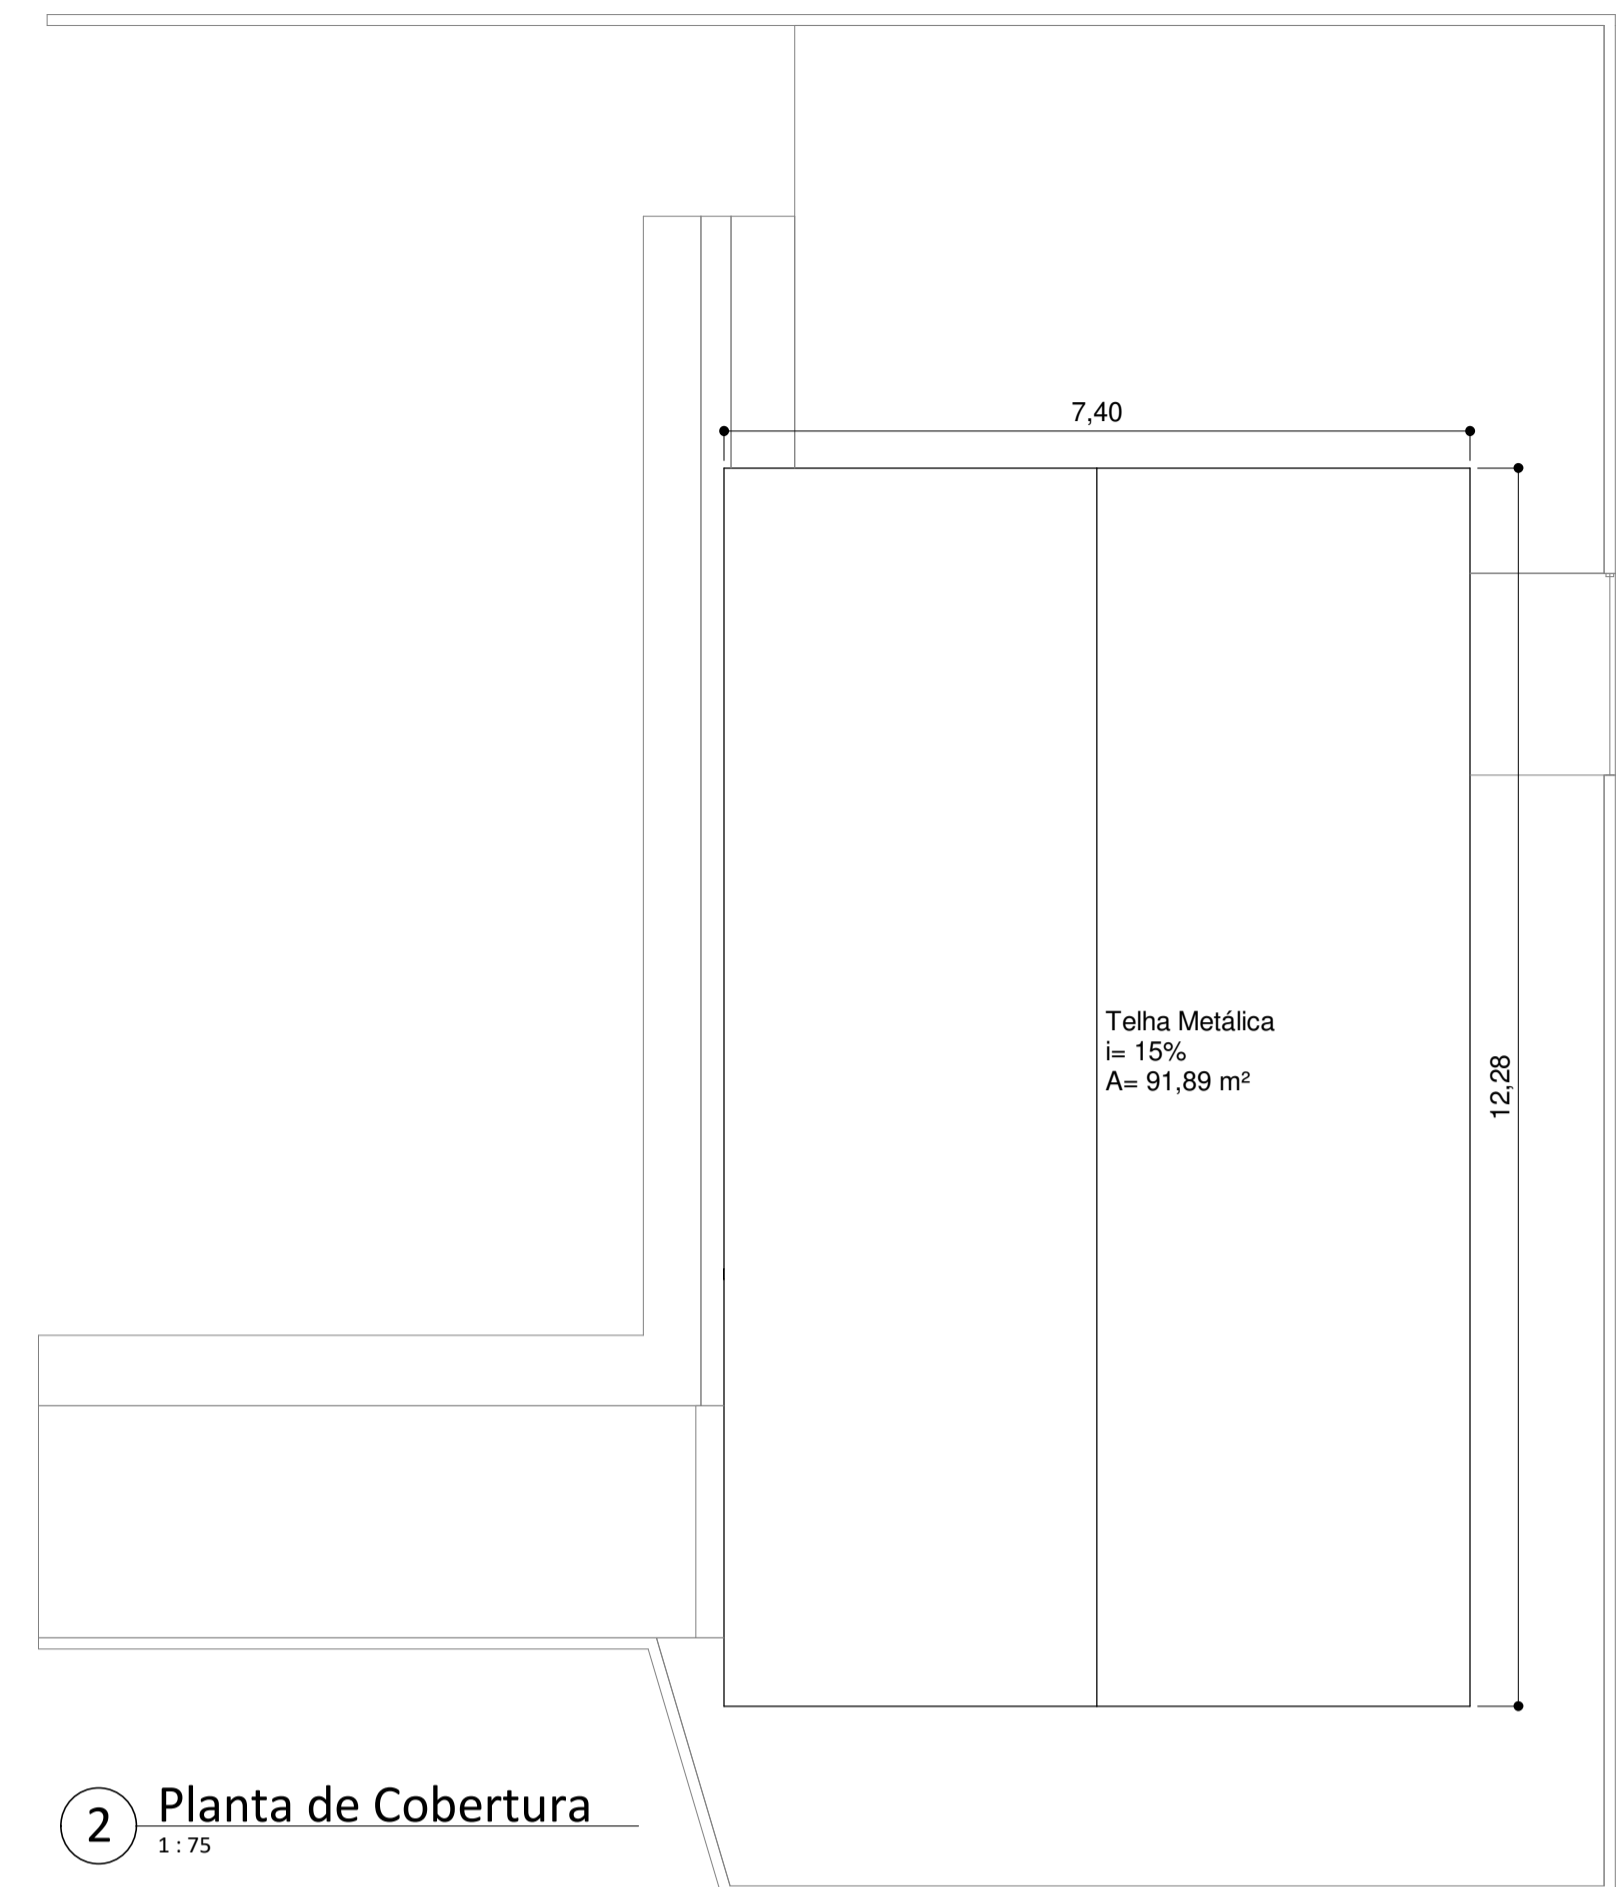 7,40
Telha Metálica
i= 15%
A= 91,89 m²
12,28
2
Planta de Cobertura
1 : 75